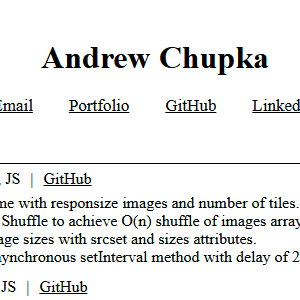 Andrew Chupka
Email Portfolio GitHub Linked
, JS | GitHub
me with responsize images and number of tiles.
Shuffle to achieve O(n) shuffle of images array
age sizes with srcset and sizes attributes.
ynchronous setInterval method with delay of 2
JS | GitHub